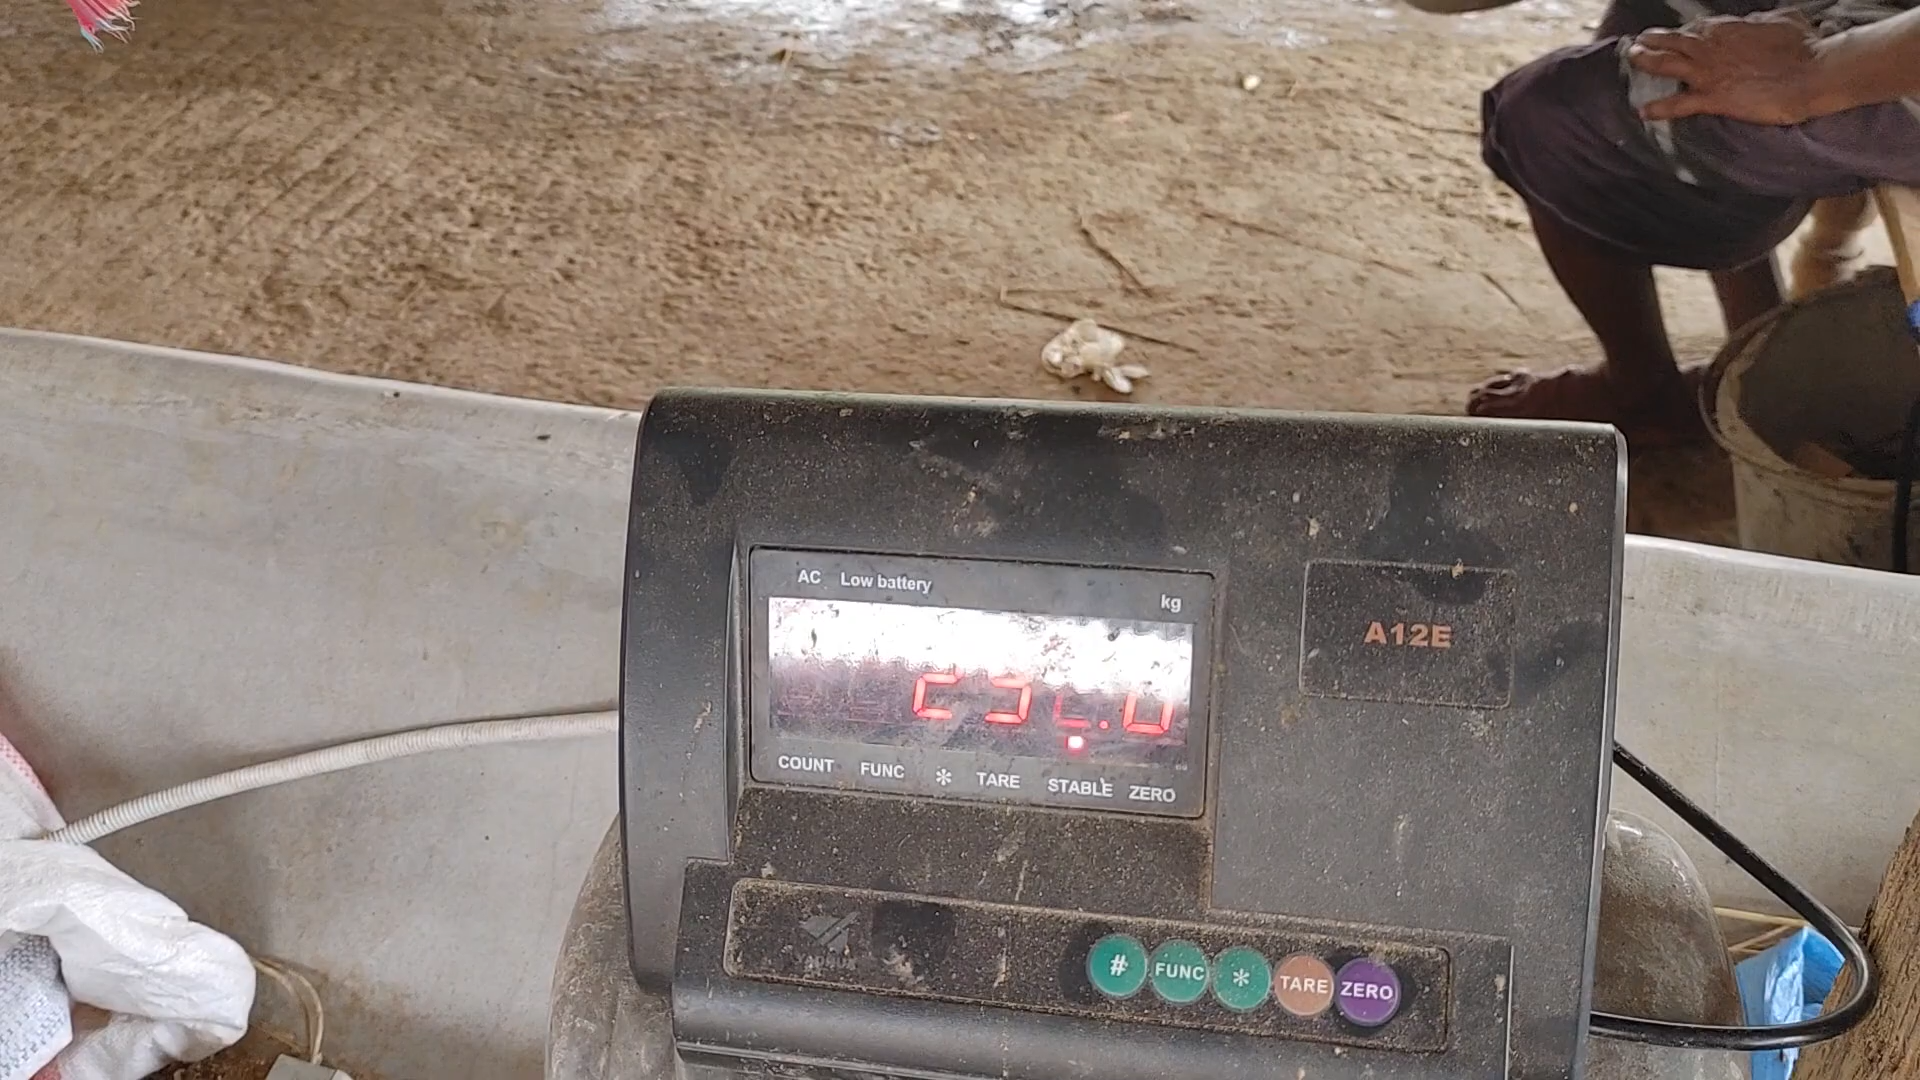 AC Low battery
kg
A12E
COUNT FUNC * TARE STABLE ZERO
# FUNC * TARE ZERO